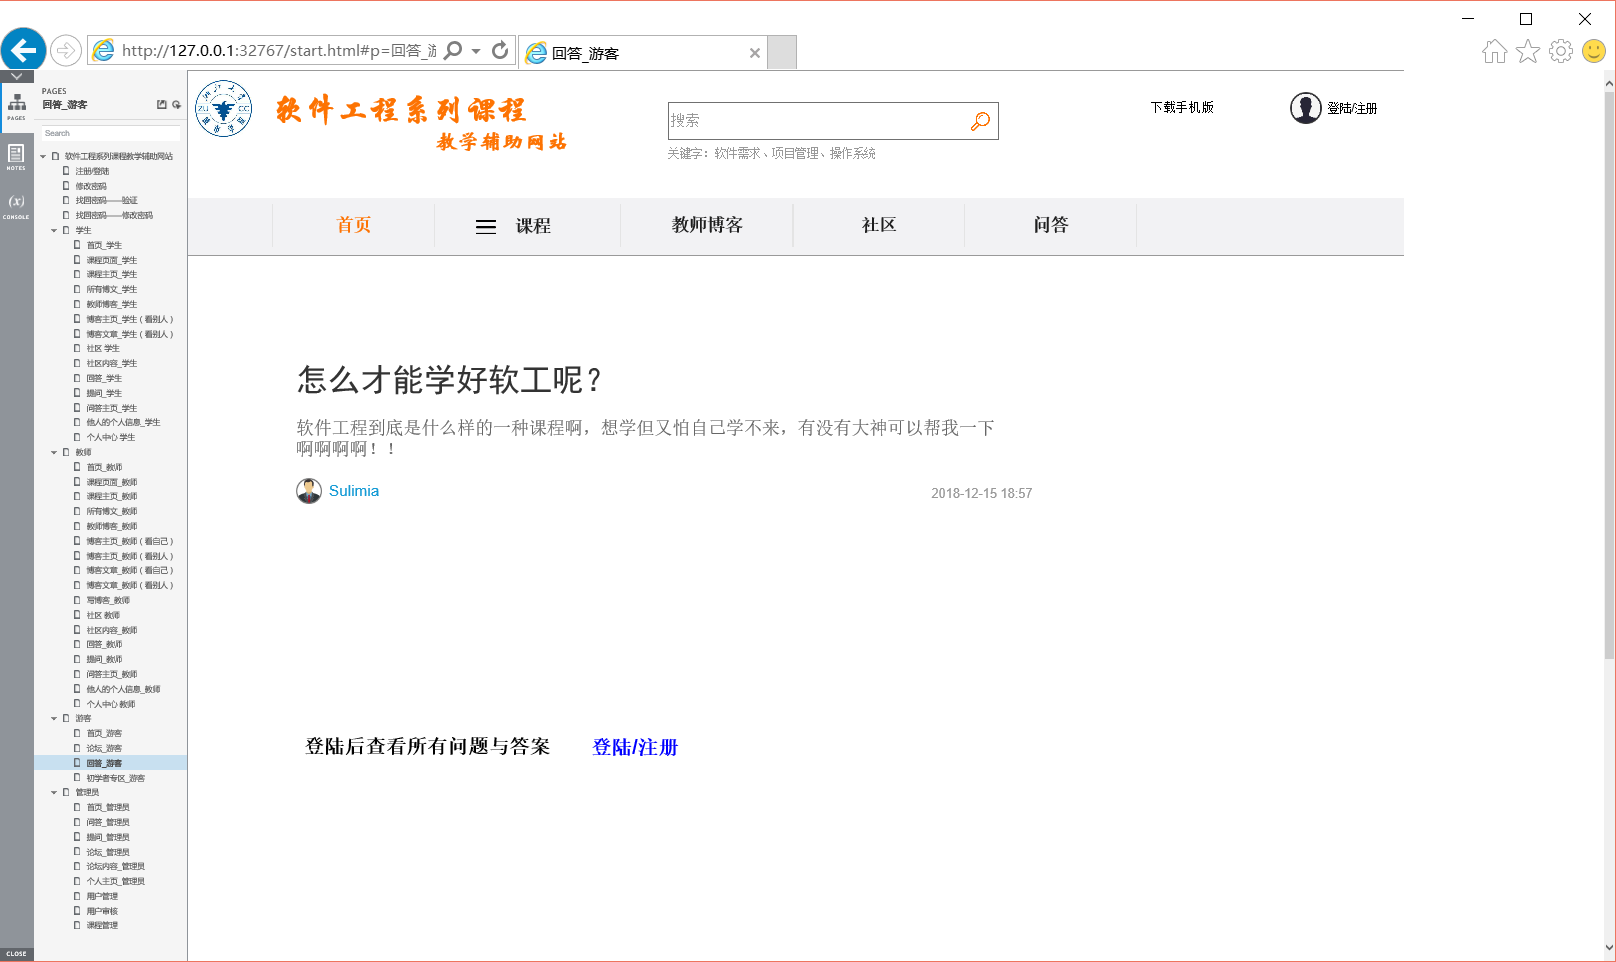 http://127.0.0.1:32767/start.html#p=回答_游
回答_游客
PAGES
回答_游客
Search
PAGES
NOTES
(x)
CONSOLE
CLOSE
软件工程系列课程教学辅助网站
注册/登陆
修改密码
找回密码——验证
找回密码——修改密码
学生
首页_学生
课程页面_学生
课程主页_学生
所有博文_学生
教师博客_学生
博客主页_学生（看别人）
博客文章_学生（看别人）
社区 学生
社区内容_学生
回答_学生
提问_学生
问答主页_学生
他人的个人信息_学生
个人中心 学生
教师
首页_教师
课程页面_教师
课程主页_教师
所有博文_教师
教师博客_教师
博客主页_教师（看自己）
博客主页_教师（看别人）
博客文章_教师（看自己）
博客文章_教师（看别人）
写博客_教师
社区 教师
社区内容_教师
回答_教师
提问_教师
问答主页_教师
他人的个人信息_教师
个人中心 教师
游客
首页_游客
论坛_游客
回答_游客
初学者专区_游客
管理员
首页_管理员
问答_管理员
提问_管理员
论坛_管理员
论坛内容_管理员
个人主页_管理员
用户管理
用户审核
课程管理
ZU CC
软件工程系列课程
教学辅助网站
搜索
关键字：软件需求、项目管理、操作系统
下载手机版
登陆/注册
首页 课程 教师博客 社区 问答
怎么才能学好软工呢？
软件工程到底是什么样的一种课程啊，想学但又怕自己学不来，有没有大神可以帮我一下
啊啊啊啊！！
Sulimia
2018-12-15 18:57
登陆后查看所有问题与答案 登陆/注册